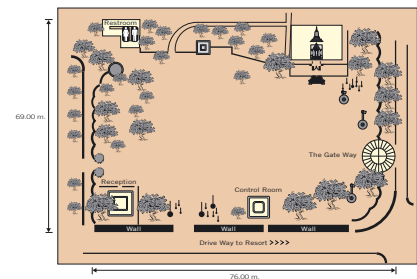 Restroom
69.00 m.
The Gate Way
Reception
Control Room
Wall
Wall
Wall
Drive Way to Resort >>>>
76.00 m.